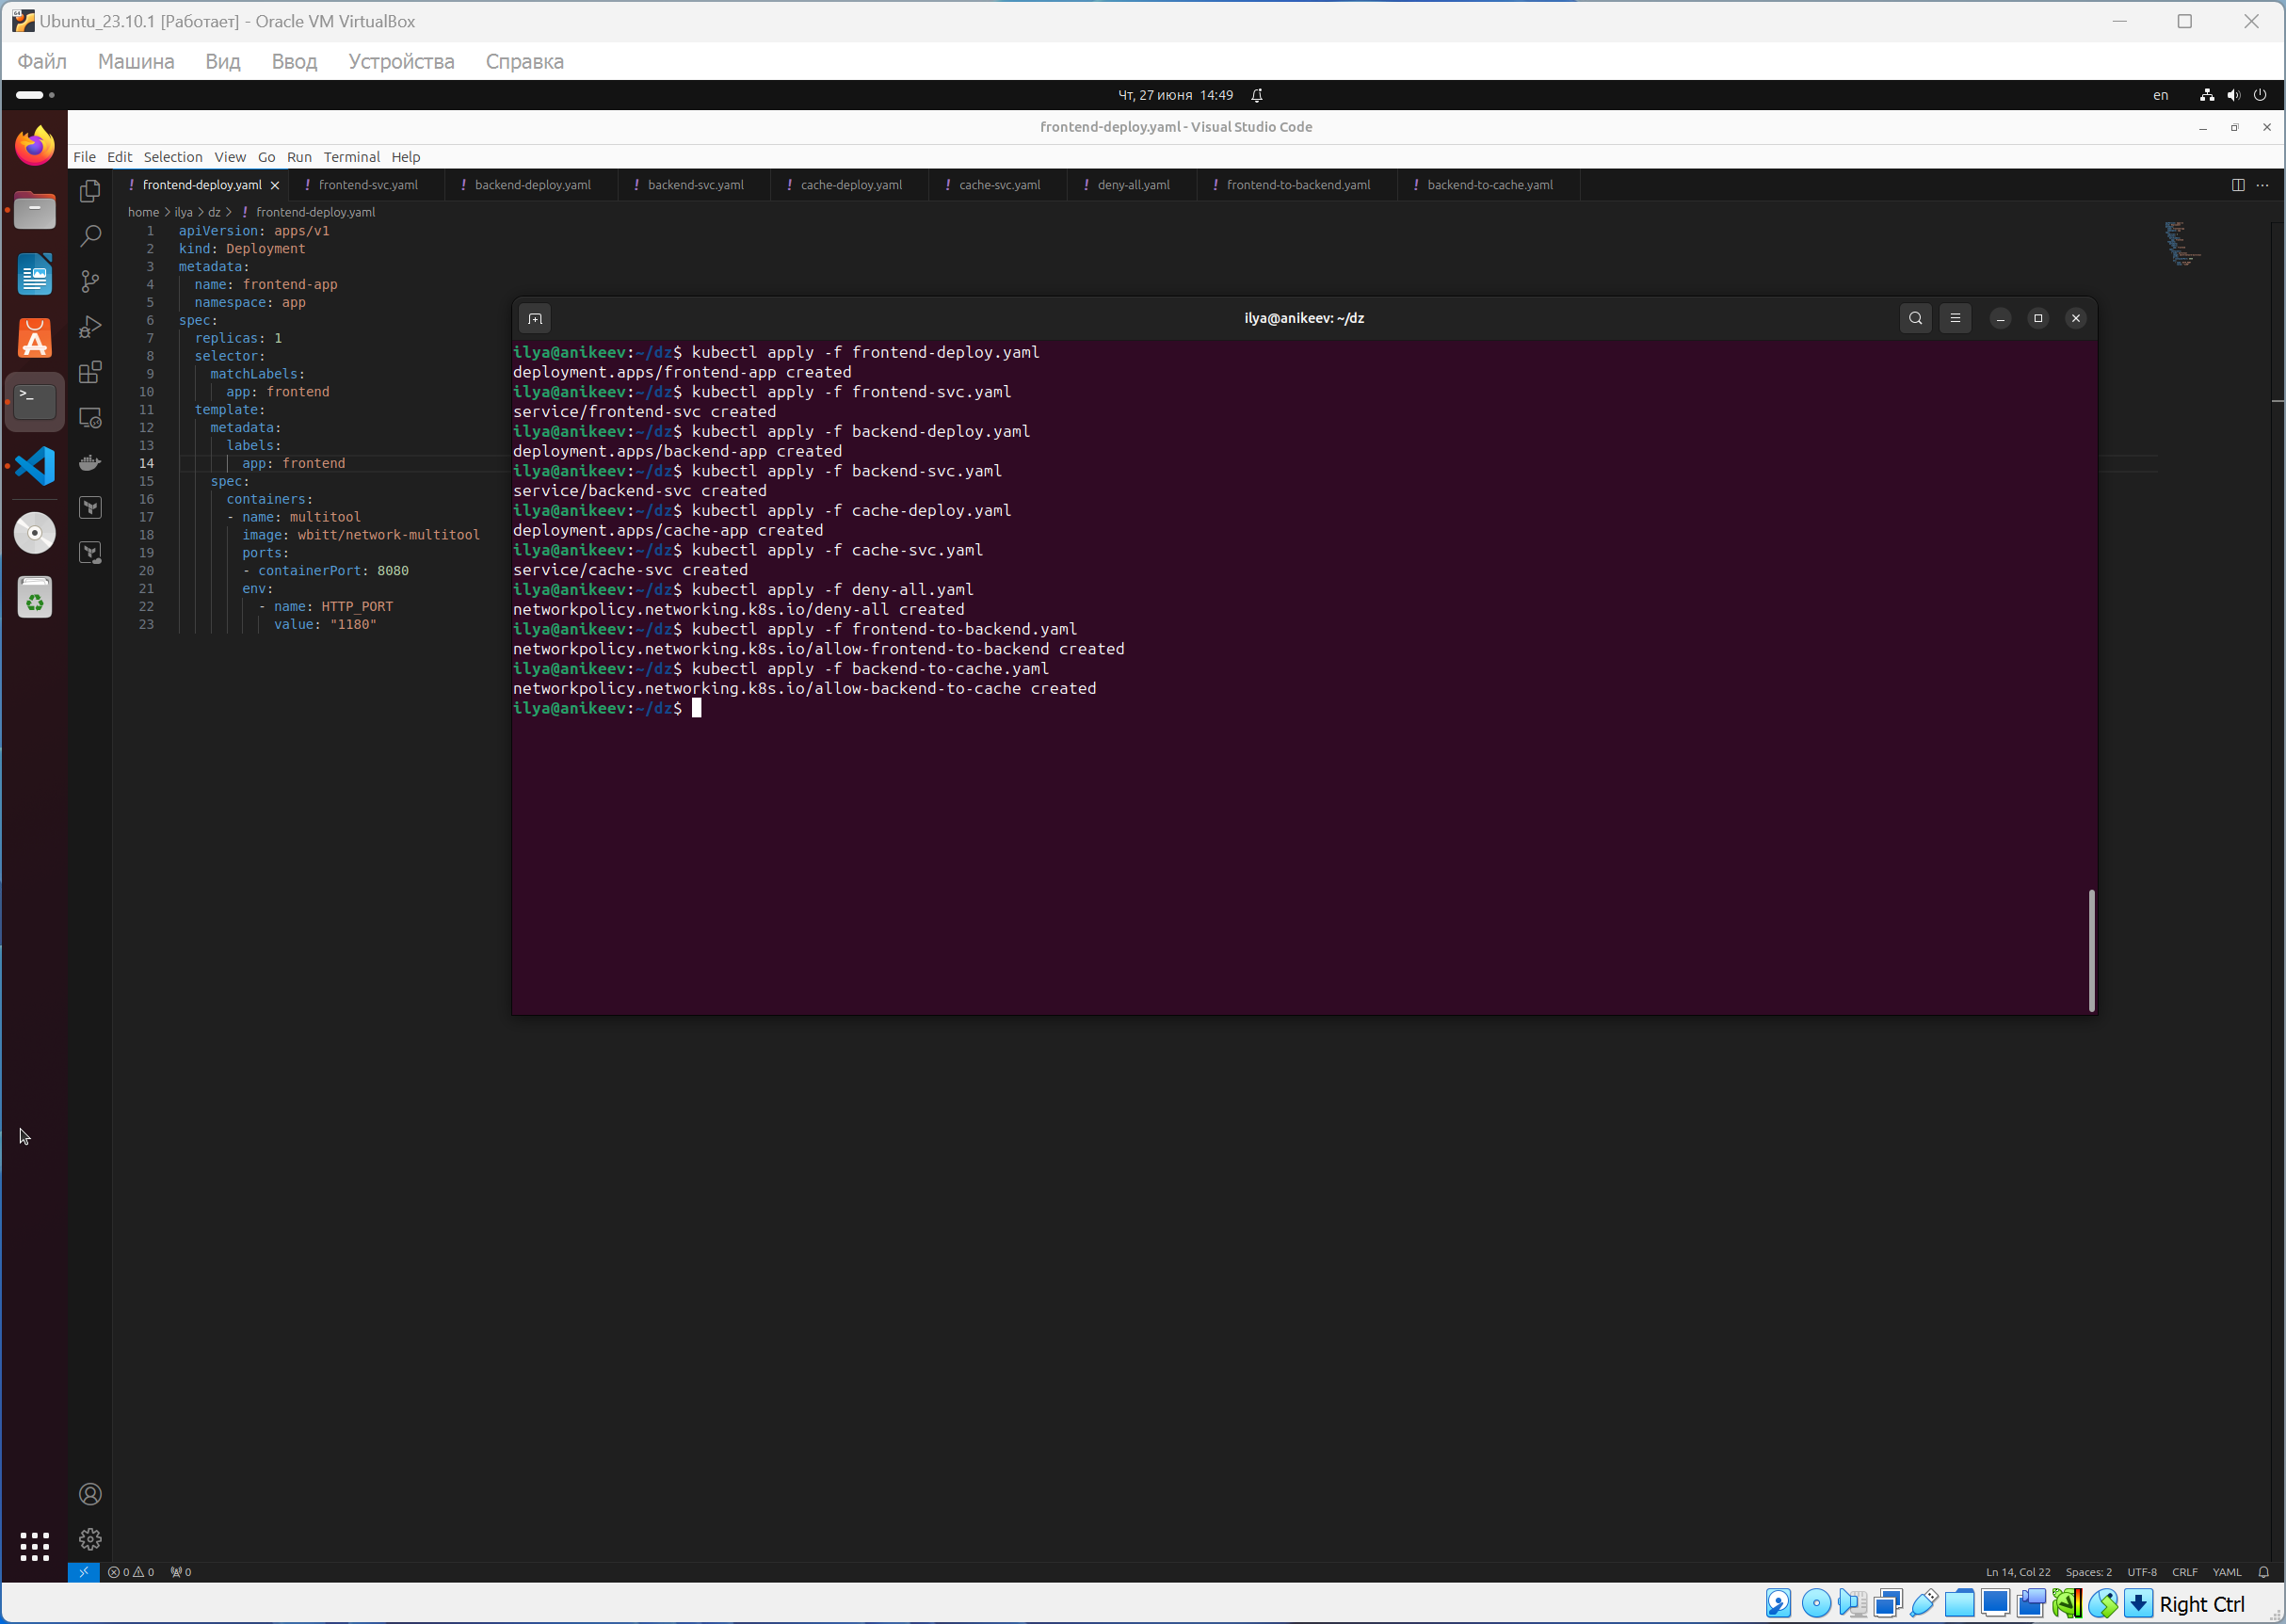 Ubuntu_23.10.1 [Работает] - Oracle VM VirtualBox
Файл Машина Вид Ввод Устройства Справка
Чт, 27 июня 14:49
en
frontend-deploy.yaml - Visual Studio Code
File Edit Selection View Go Run Terminal Help
! frontend-deploy.yaml ! frontend-svc.yaml ! backend-deploy.yaml ! backend-svc.yaml ! cache-deploy.yaml ! cache-svc.yaml ! deny-all.yaml ! frontend-to-backend.yaml ! backend-to-cache.yaml
home > ilya > dz > ! frontend-deploy.yaml
1 apiVersion: apps/v1
2 kind: Deployment
3 metadata:
4 name: frontend-app
5 namespace: app
6 spec:
7 replicas: 1
8 selector:
9 matchLabels:
10 app: frontend
11 template:
12 metadata:
13 labels:
14 app: frontend
15 spec:
16 containers:
17 - name: multitool
18 image: wbitt/network-multitool
19 ports:
20 - containerPort: 8080
21 env:
22 - name: HTTP_PORT
23 value: "1180"
ilya@anikeev: ~/dz
ilya@anikeev:~/dz$ kubectl apply -f frontend-deploy.yaml
deployment.apps/frontend-app created
ilya@anikeev:~/dz$ kubectl apply -f frontend-svc.yaml
service/frontend-svc created
ilya@anikeev:~/dz$ kubectl apply -f backend-deploy.yaml
deployment.apps/backend-app created
ilya@anikeev:~/dz$ kubectl apply -f backend-svc.yaml
service/backend-svc created
ilya@anikeev:~/dz$ kubectl apply -f cache-deploy.yaml
deployment.apps/cache-app created
ilya@anikeev:~/dz$ kubectl apply -f cache-svc.yaml
service/cache-svc created
ilya@anikeev:~/dz$ kubectl apply -f deny-all.yaml
networkpolicy.networking.k8s.io/deny-all created
ilya@anikeev:~/dz$ kubectl apply -f frontend-to-backend.yaml
networkpolicy.networking.k8s.io/allow-frontend-to-backend created
ilya@anikeev:~/dz$ kubectl apply -f backend-to-cache.yaml
networkpolicy.networking.k8s.io/allow-backend-to-cache created
ilya@anikeev:~/dz$
0 0 0
Ln 14, Col 22 Spaces: 2 UTF-8 CRLF YAML
Right Ctrl